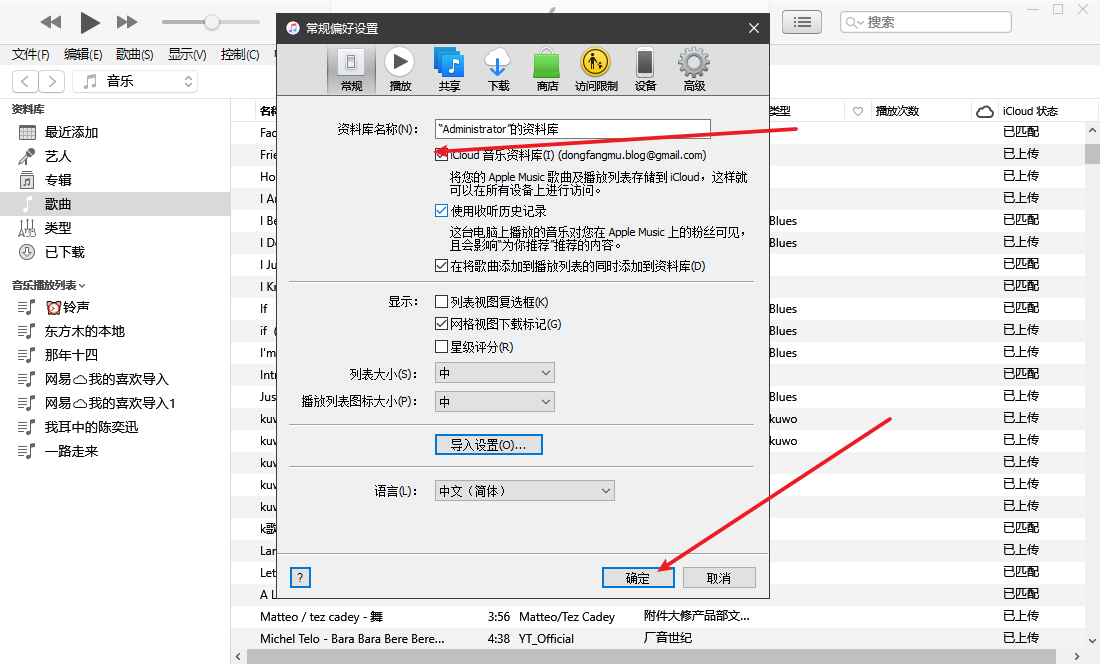 常规偏好设置
搜索
文件(F) 编辑(E) 歌曲(S) 显示(V) 控制(C)
常规 播放 共享 下载 商店 访问限制 设备 高级
音乐
资料库
最近添加
艺人
专辑
歌曲
类型
已下载
音乐播放列表
⏰铃声
东方木的本地
那年十四
网易☁我的喜欢导入
网易☁我的喜欢导入1
我耳中的陈奕迅
一路走来
名称 类型 播放次数 iCloud 状态
资料库名称(N)： “Administrator”的资料库
iCloud 音乐资料库(I) (dongfangmu.blog@gmail.com)
将您的 Apple Music 歌曲及播放列表存储到 iCloud，这样就
可以在所有设备上进行访问。
使用收听历史记录
这台电脑上播放的音乐对您在 Apple Music 上的粉丝可见，
且会影响“为你推荐”推荐的内容。
在将歌曲添加到播放列表的同时添加到资料库(D)
显示： 列表视图复选框(K)
网格视图下载标记(G)
星级评分(R)
列表大小(S)： 中
播放列表图标大小(P)： 中
导入设置(O)...
语言(L)： 中文（简体）
? 确定 取消
Fac 已匹配
Frie 已上传
Ho 已上传
I Ar 已上传
I Be Blues 已匹配
I Do Blues 已上传
I Ju 已匹配
I Kr 已匹配
If Blues 已上传
if ( Blues 已上传
I'm Blues 已上传
Intr 已匹配
Jus Blues 已上传
kuw kuwo 已上传
kuw kuwo 已上传
kuw 已上传
kuw 已上传
kuw 已上传
k歌 已匹配
Lar 已上传
Let 已匹配
A L 已匹配
Matteo / tez cadey - 舞 3:56 Matteo/Tez Cadey 附件大修产品部文... 已上传
Michel Telo - Bara Bara Bere Bere... 4:38 YT_Official 厂音世纪 已上传